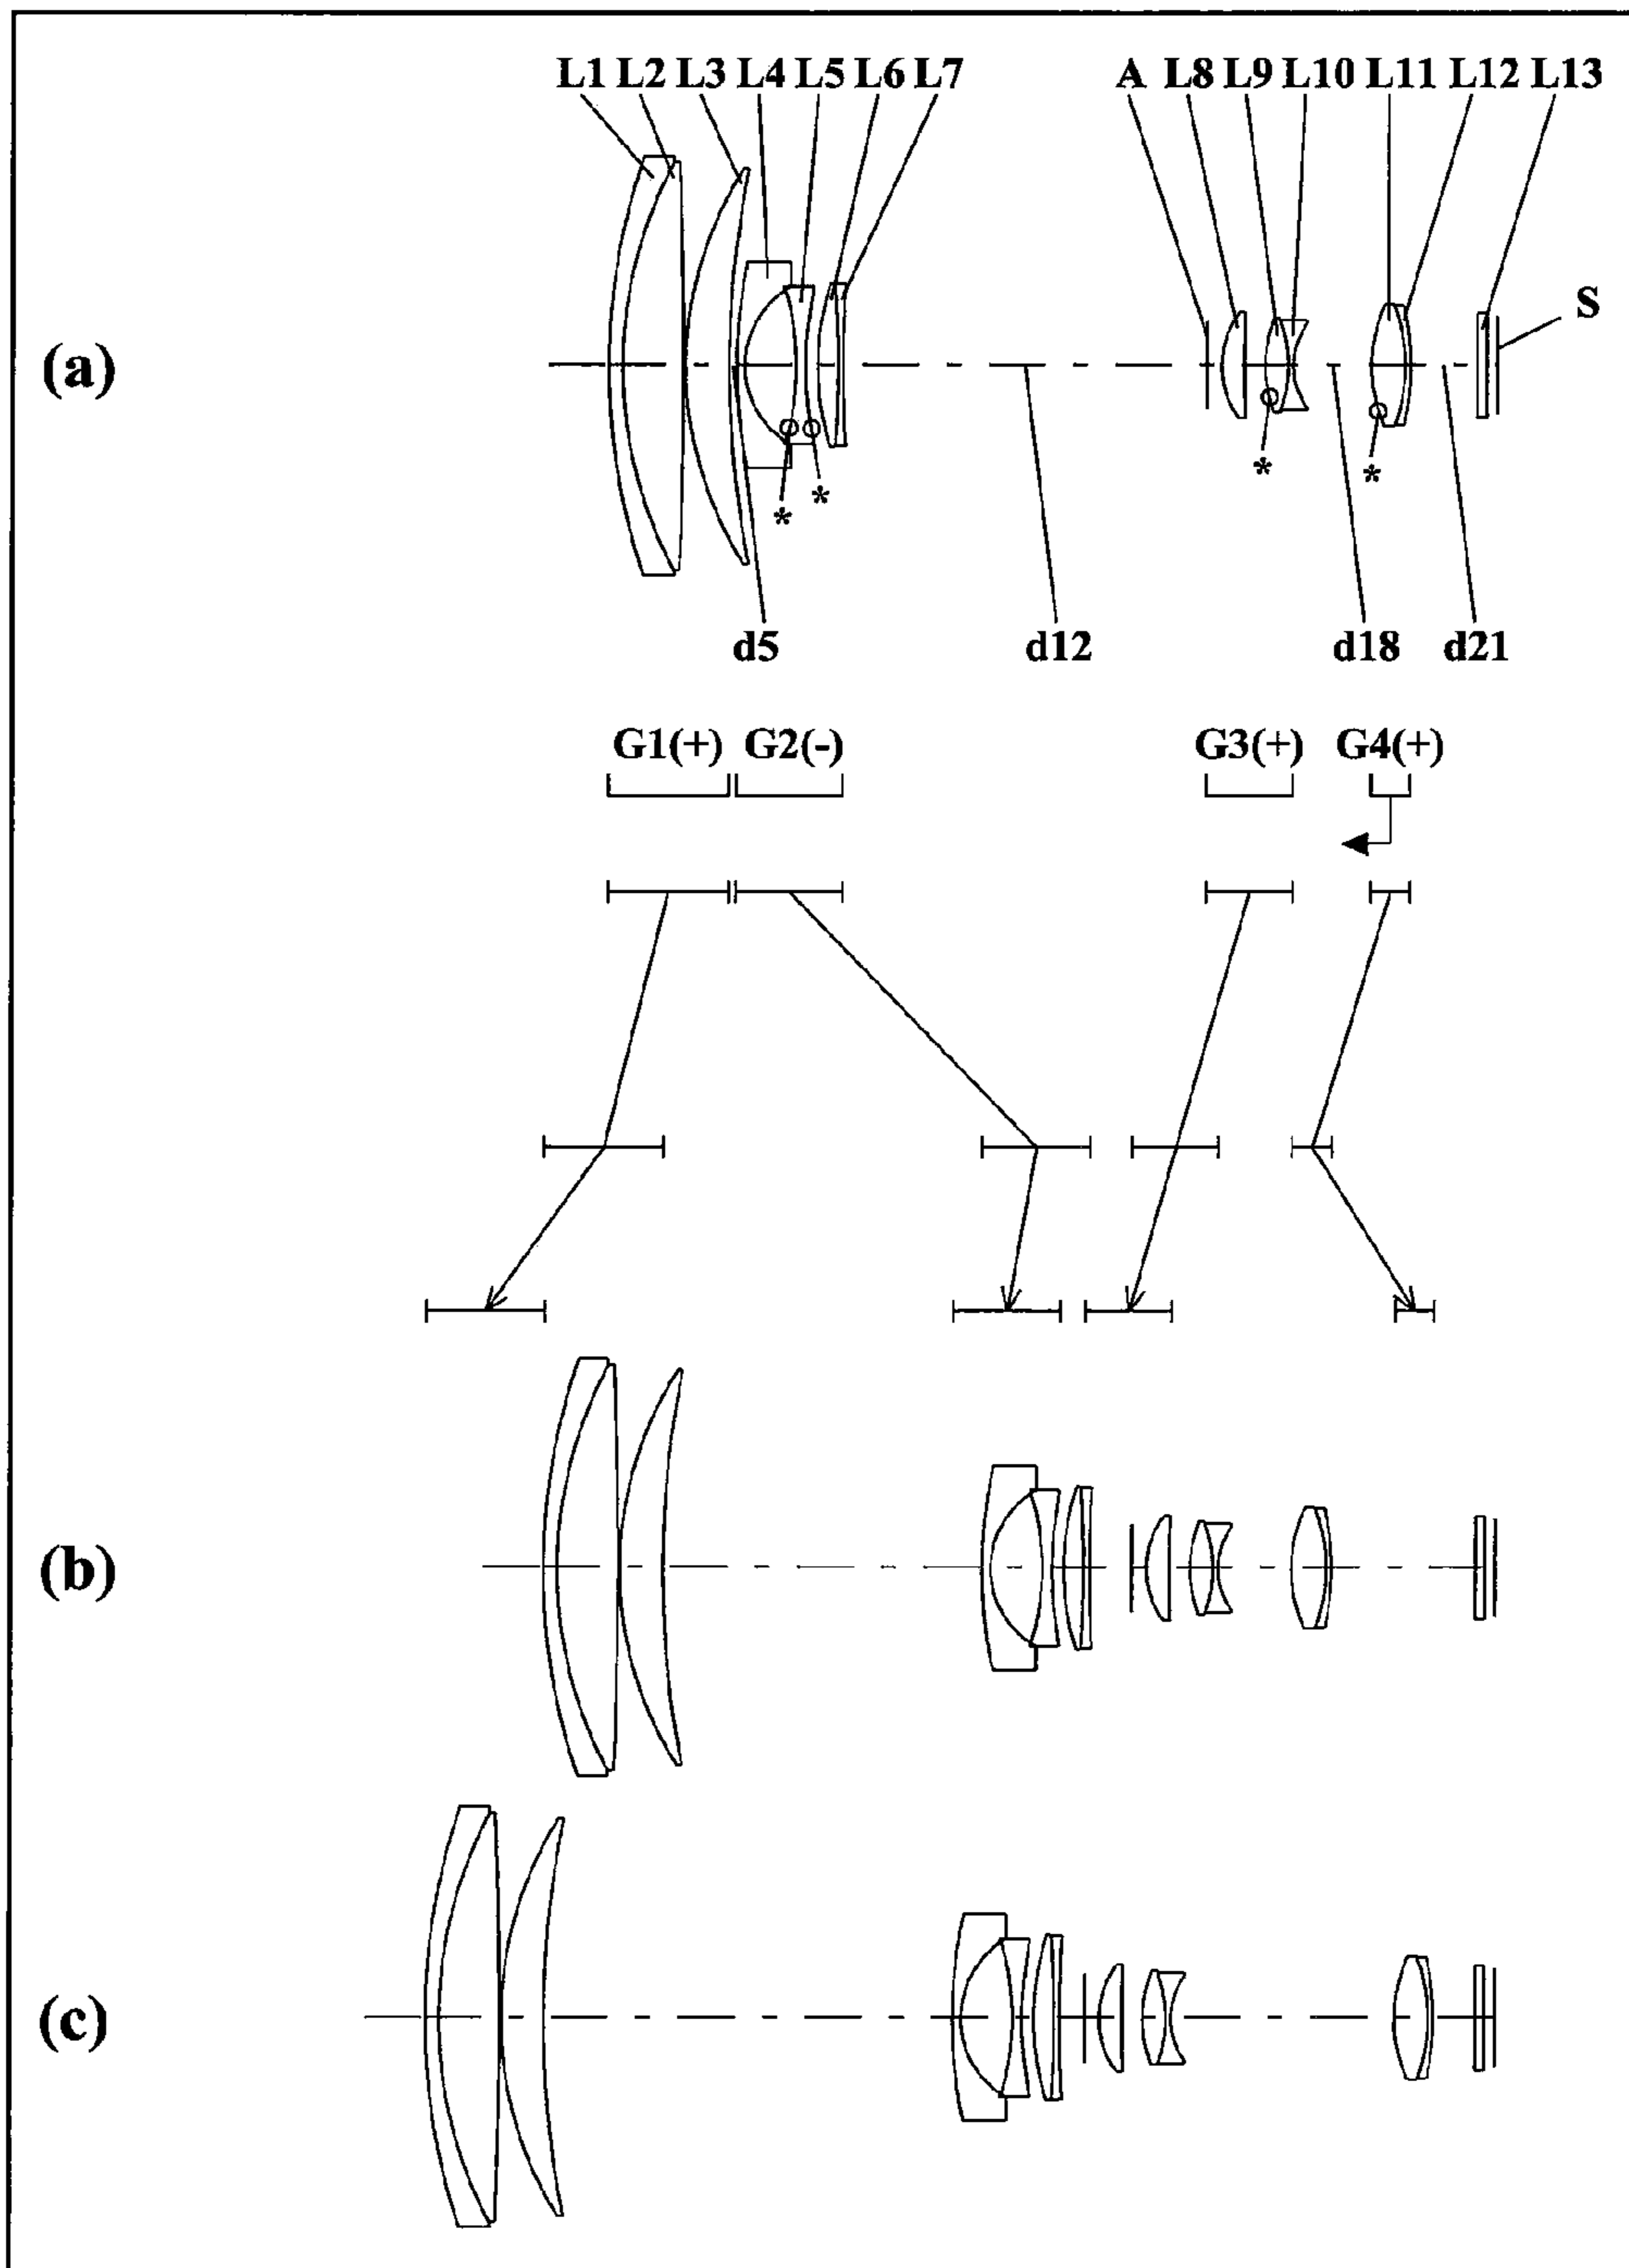 L1 L2 L3 L4 L5 L6 L7 A L8 L9 L10 L11 L12 L13
S
(a)
* * * *
d5 d12 d18 d21
G1(+) G2(-) G3(+) G4(+)
(b)
(c)